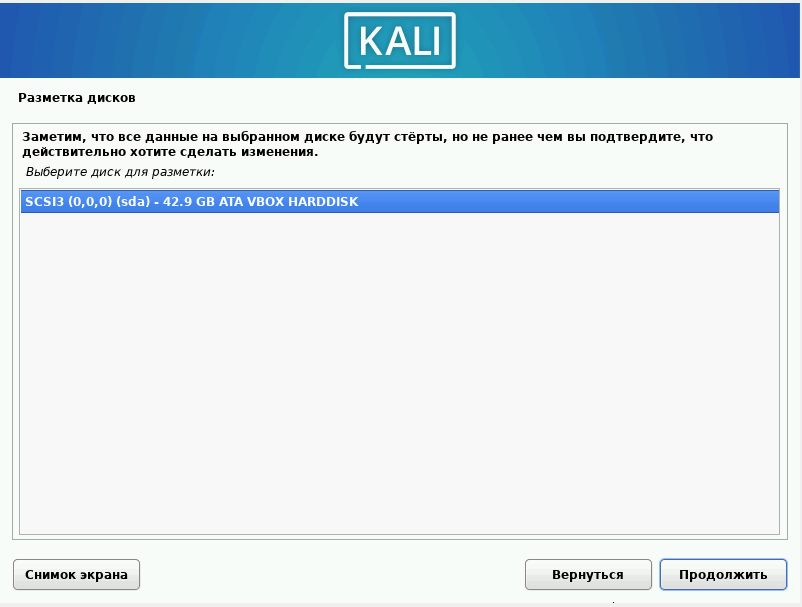 KALI
Разметка дисков
Заметим, что все данные на выбранном диске будут стёрты, но не ранее чем вы подтвердите, что
действительно хотите сделать изменения.
Выберите диск для разметки:
SCSI3 (0,0,0) (sda) - 42.9 GB ATA VBOX HARDDISK
Снимок экрана
Вернуться
Продолжить